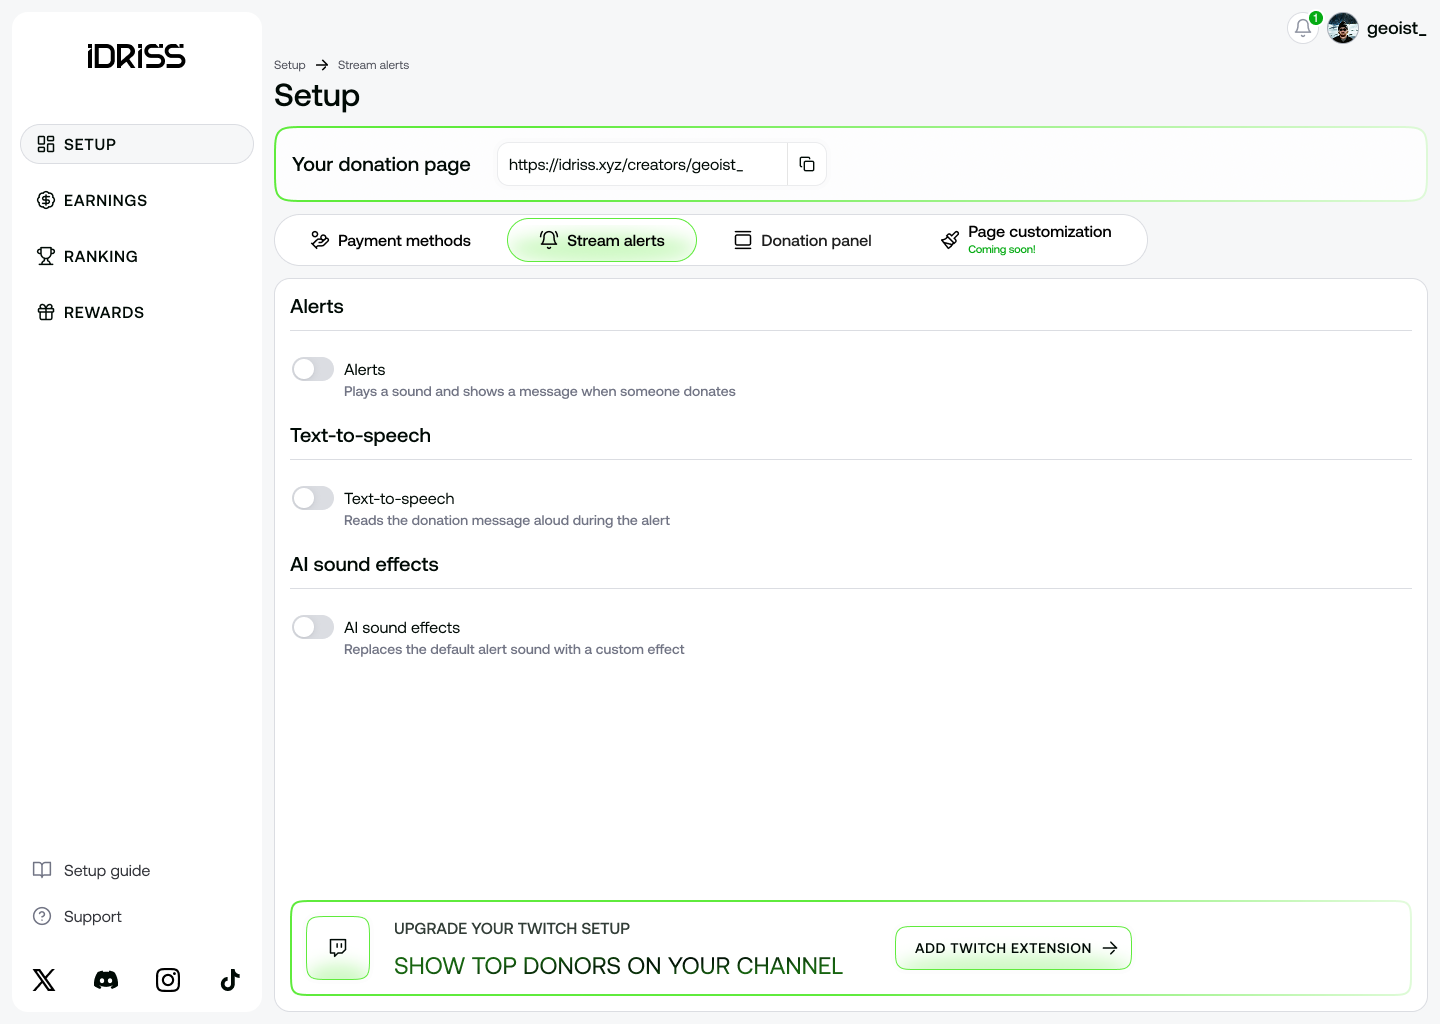 IDRISS
1
geoist_
SETUP
EARNINGS
RANKING
REWARDS
Setup guide
Support
Setup → Stream alerts
Setup
Your donation page
https://idriss.xyz/creators/geoist_
Payment methods
Stream alerts
Donation panel
Page customization
Coming soon!
Alerts
Alerts
Plays a sound and shows a message when someone donates
Text-to-speech
Text-to-speech
Reads the donation message aloud during the alert
AI sound effects
AI sound effects
Replaces the default alert sound with a custom effect
UPGRADE YOUR TWITCH SETUP
SHOW TOP DONORS ON YOUR CHANNEL
ADD TWITCH EXTENSION →